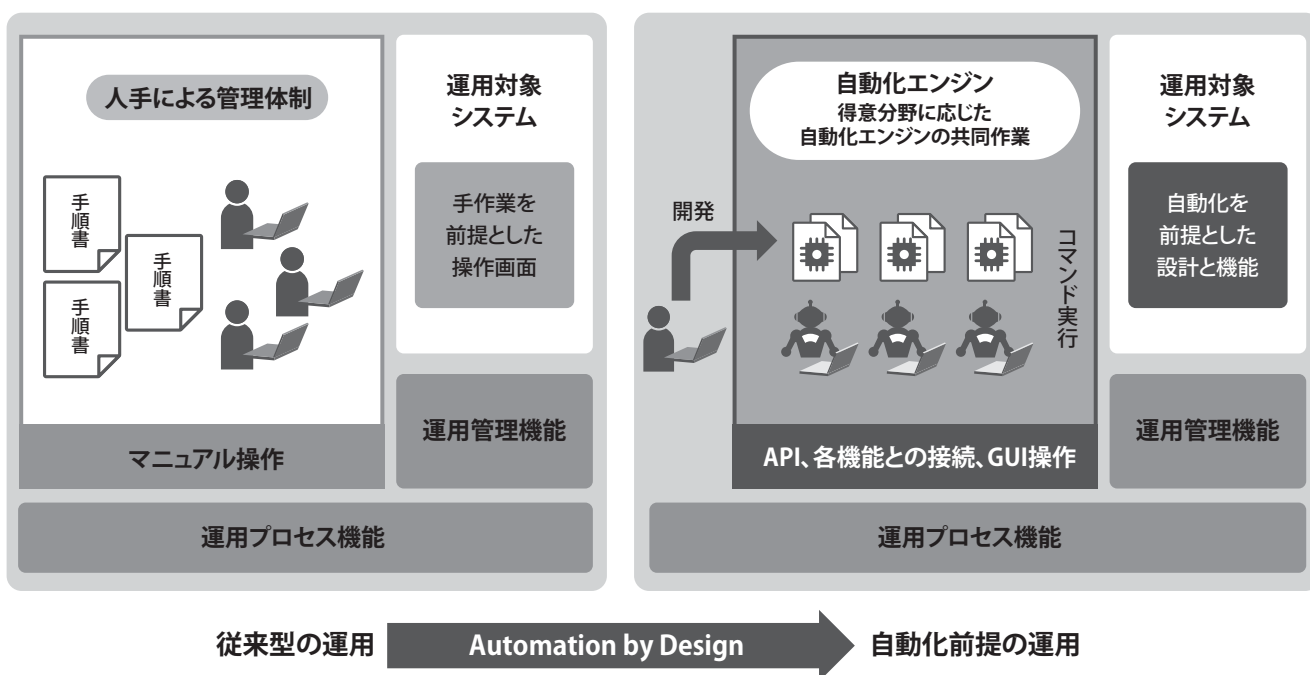 人手による管理体制
手順書
手順書
手順書
マニュアル操作
運用対象
システム
手作業を
前提とした
操作画面
運用管理機能
運用プロセス機能
開発
自動化エンジン
得意分野に応じた
自動化エンジンの共同作業
コマンド実行
API、各機能との接続、GUI操作
運用対象
システム
自動化を
前提とした
設計と機能
運用管理機能
運用プロセス機能
従来型の運用
Automation by Design
自動化前提の運用